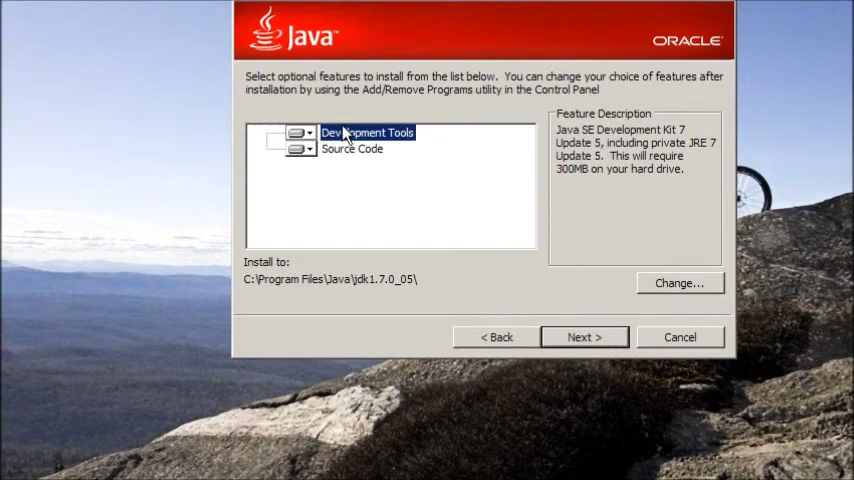 Java™
ORACLE®
Select optional features to install from the list below. You can change your choice of features after
installation by using the Add/Remove Programs utility in the Control Panel
Development Tools
Source Code
Feature Description
Java SE Development Kit 7
Update 5, including private JRE 7
Update 5. This will require
300MB on your hard drive.
Install to:
C:\Program Files\Java\jdk1.7.0_05\
Change...
< Back
Next >
Cancel